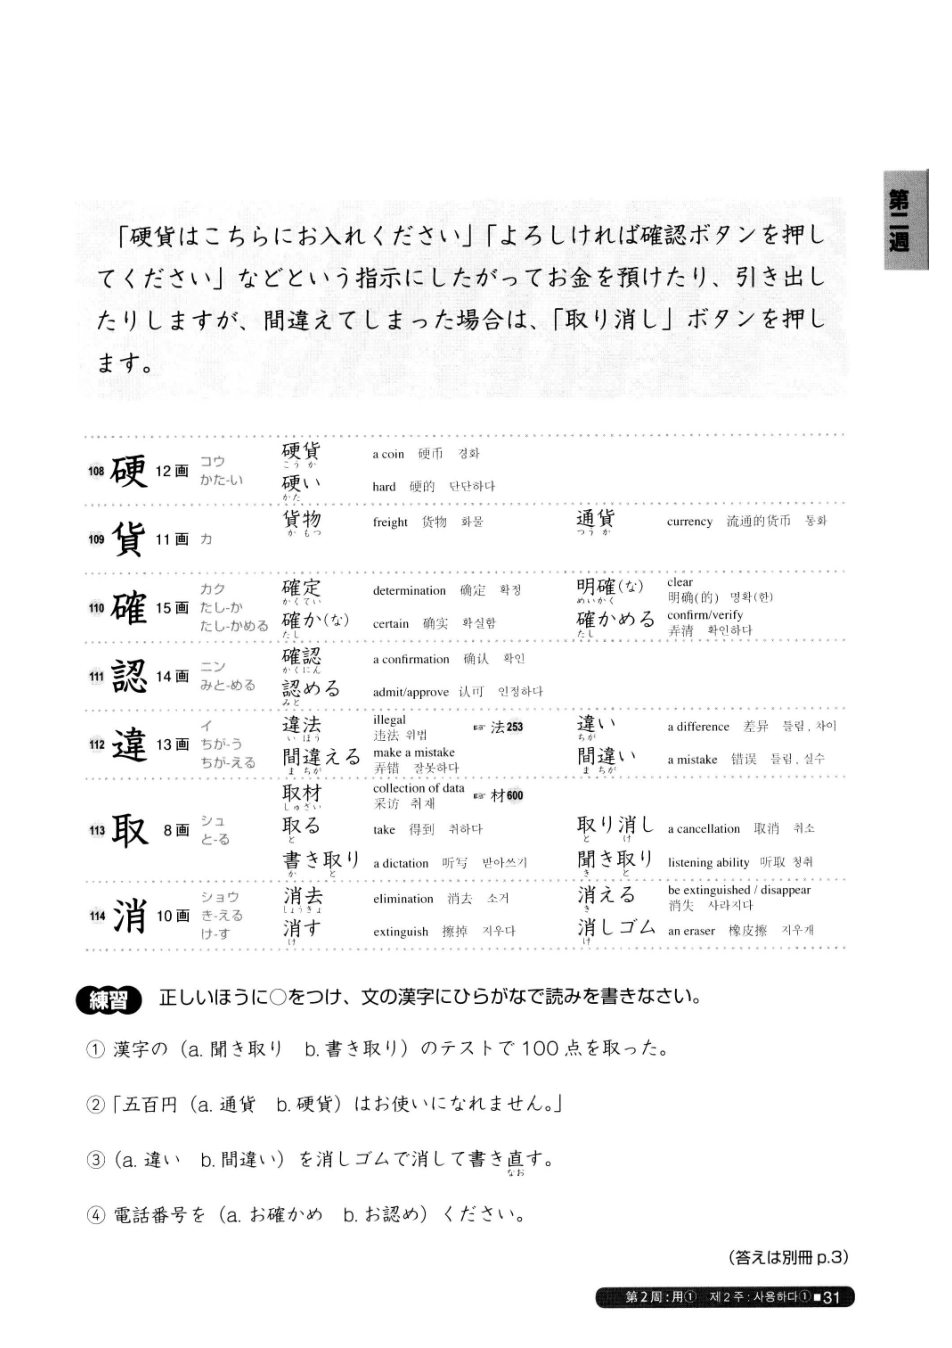 第二週
「硬貨はこちらにお入れください」「よろしければ確認ボタンを押し
てください」などという指示にしたがってお金を預けたり、引き出し
たりしますが、間違えてしまった場合は、「取り消し」ボタンを押し
ます。
108 硬 12画 コウ かた-い
硬貨 こうか a coin 硬币 경화
硬い かた hard 硬的 단단하다
109 貨 11画 カ
貨物 かもつ freight 货物 화물
通貨 つうか currency 流通的货币 통화
110 確 15画 カク たし-か たし-かめる
確定 かくてい determination 确定 확정
明確(な) めいかく clear 明确(的) 명확(한)
確か(な) たし certain 确实 확실함
確かめる たし confirm/verify 弄清 확인하다
111 認 14画 ニン みと-める
確認 かくにん a confirmation 确认 확인
認める みと admit/approve 认可 인정하다
112 違 13画 イ ちが-う ちが-える
違法 いほう illegal 违法 위법 ☞ 法253
違い ちが a difference 差异 틀림, 차이
間違える まちが make a mistake 弄错 잘못하다
間違い まちが a mistake 错误 틀림, 실수
113 取 8画 シュ と-る
取材 しゅざい collection of data 采访 취재 ☞ 材600
取る と take 得到 취하다
取り消し とけ a cancellation 取消 취소
書き取り かと a dictation 听写 받아쓰기
聞き取り きと listening ability 听取 청취
114 消 10画 ショウ き-える け-す
消去 しょうきょ elimination 消去 소거
消える き be extinguished / disappear 消失 사라지다
消す け extinguish 擦掉 지우다
消しゴム け an eraser 橡皮擦 지우개
練習 正しいほうに○をつけ、文の漢字にひらがなで読みを書きなさい。
① 漢字の（a. 聞き取り　b. 書き取り）のテストで100点を取った。
②「五百円（a. 通貨　b. 硬貨）はお使いになれません。」
③（a. 違い　b. 間違い）を消しゴムで消して書き直す。
なお
④ 電話番号を（a. お確かめ　b. お認め）ください。
（答えは別冊 p.3）
第2周：用① 제2주：사용하다① ■31